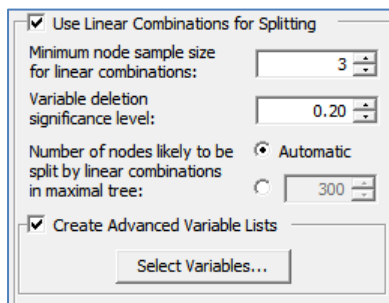 Use Linear Combinations for Splitting
Minimum node sample size
for linear combinations:
3
Variable deletion
significance level:
0.20
Number of nodes likely to be
split by linear combinations
in maximal tree:
Automatic
300
Create Advanced Variable Lists
Select Variables...